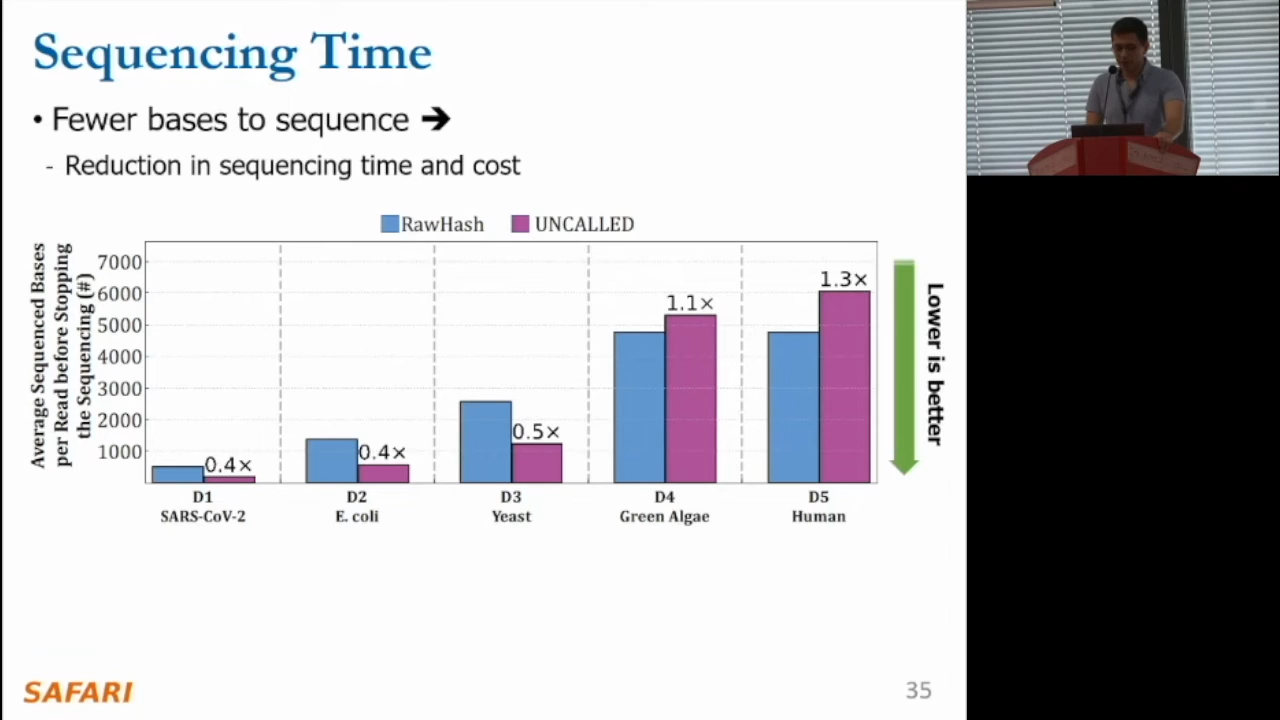 Sequencing Time
• Fewer bases to sequence ➔
- Reduction in sequencing time and cost
RawHash UNCALLED
Average Sequenced Bases
per Read before Stopping
the Sequencing (#)
7000
6000
5000
4000
3000
2000
1000
0.4×
0.4×
0.5×
1.1×
1.3×
D1
SARS-CoV-2
D2
E. coli
D3
Yeast
D4
Green Algae
D5
Human
Lower is better
SAFARI
35